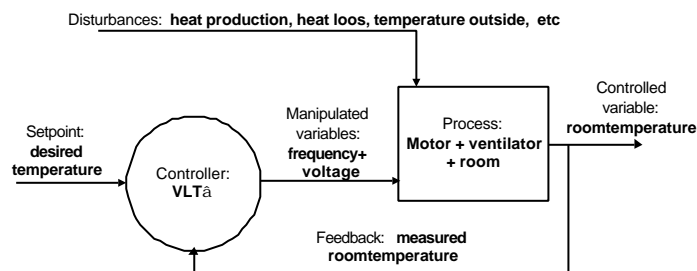 Disturbances: heat production, heat loos, temperature outside, etc
Setpoint:
desired
temperature
Controller:
VLTâ
Manipulated
variables:
frequency+
voltage
Process:
Motor + ventilator
+ room
Controlled
variable:
roomtemperature
Feedback: measured
roomtemperature